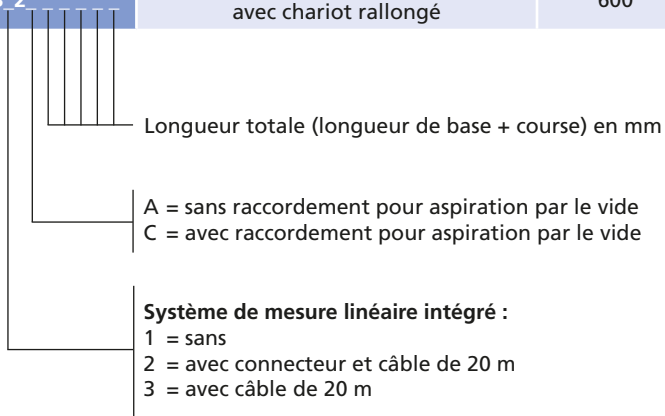 2 _ _ _ _ _ _
avec chariot rallongé
600
Longueur totale (longueur de base + course) en mm
A = sans raccordement pour aspiration par le vide
C = avec raccordement pour aspiration par le vide
Système de mesure linéaire intégré :
1 = sans
2 = avec connecteur et câble de 20 m
3 = avec câble de 20 m